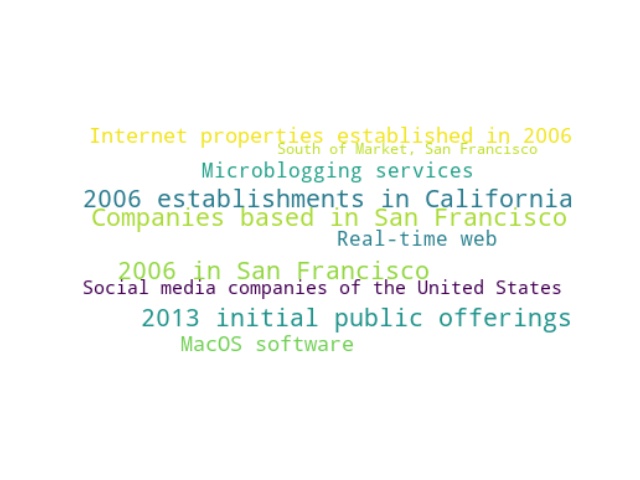 Internet properties established in 2006
South of Market, San Francisco
Microblogging services
2006 establishments in California
Companies based in San Francisco
Real-time web
2006 in San Francisco
Social media companies of the United States
2013 initial public offerings
MacOS software